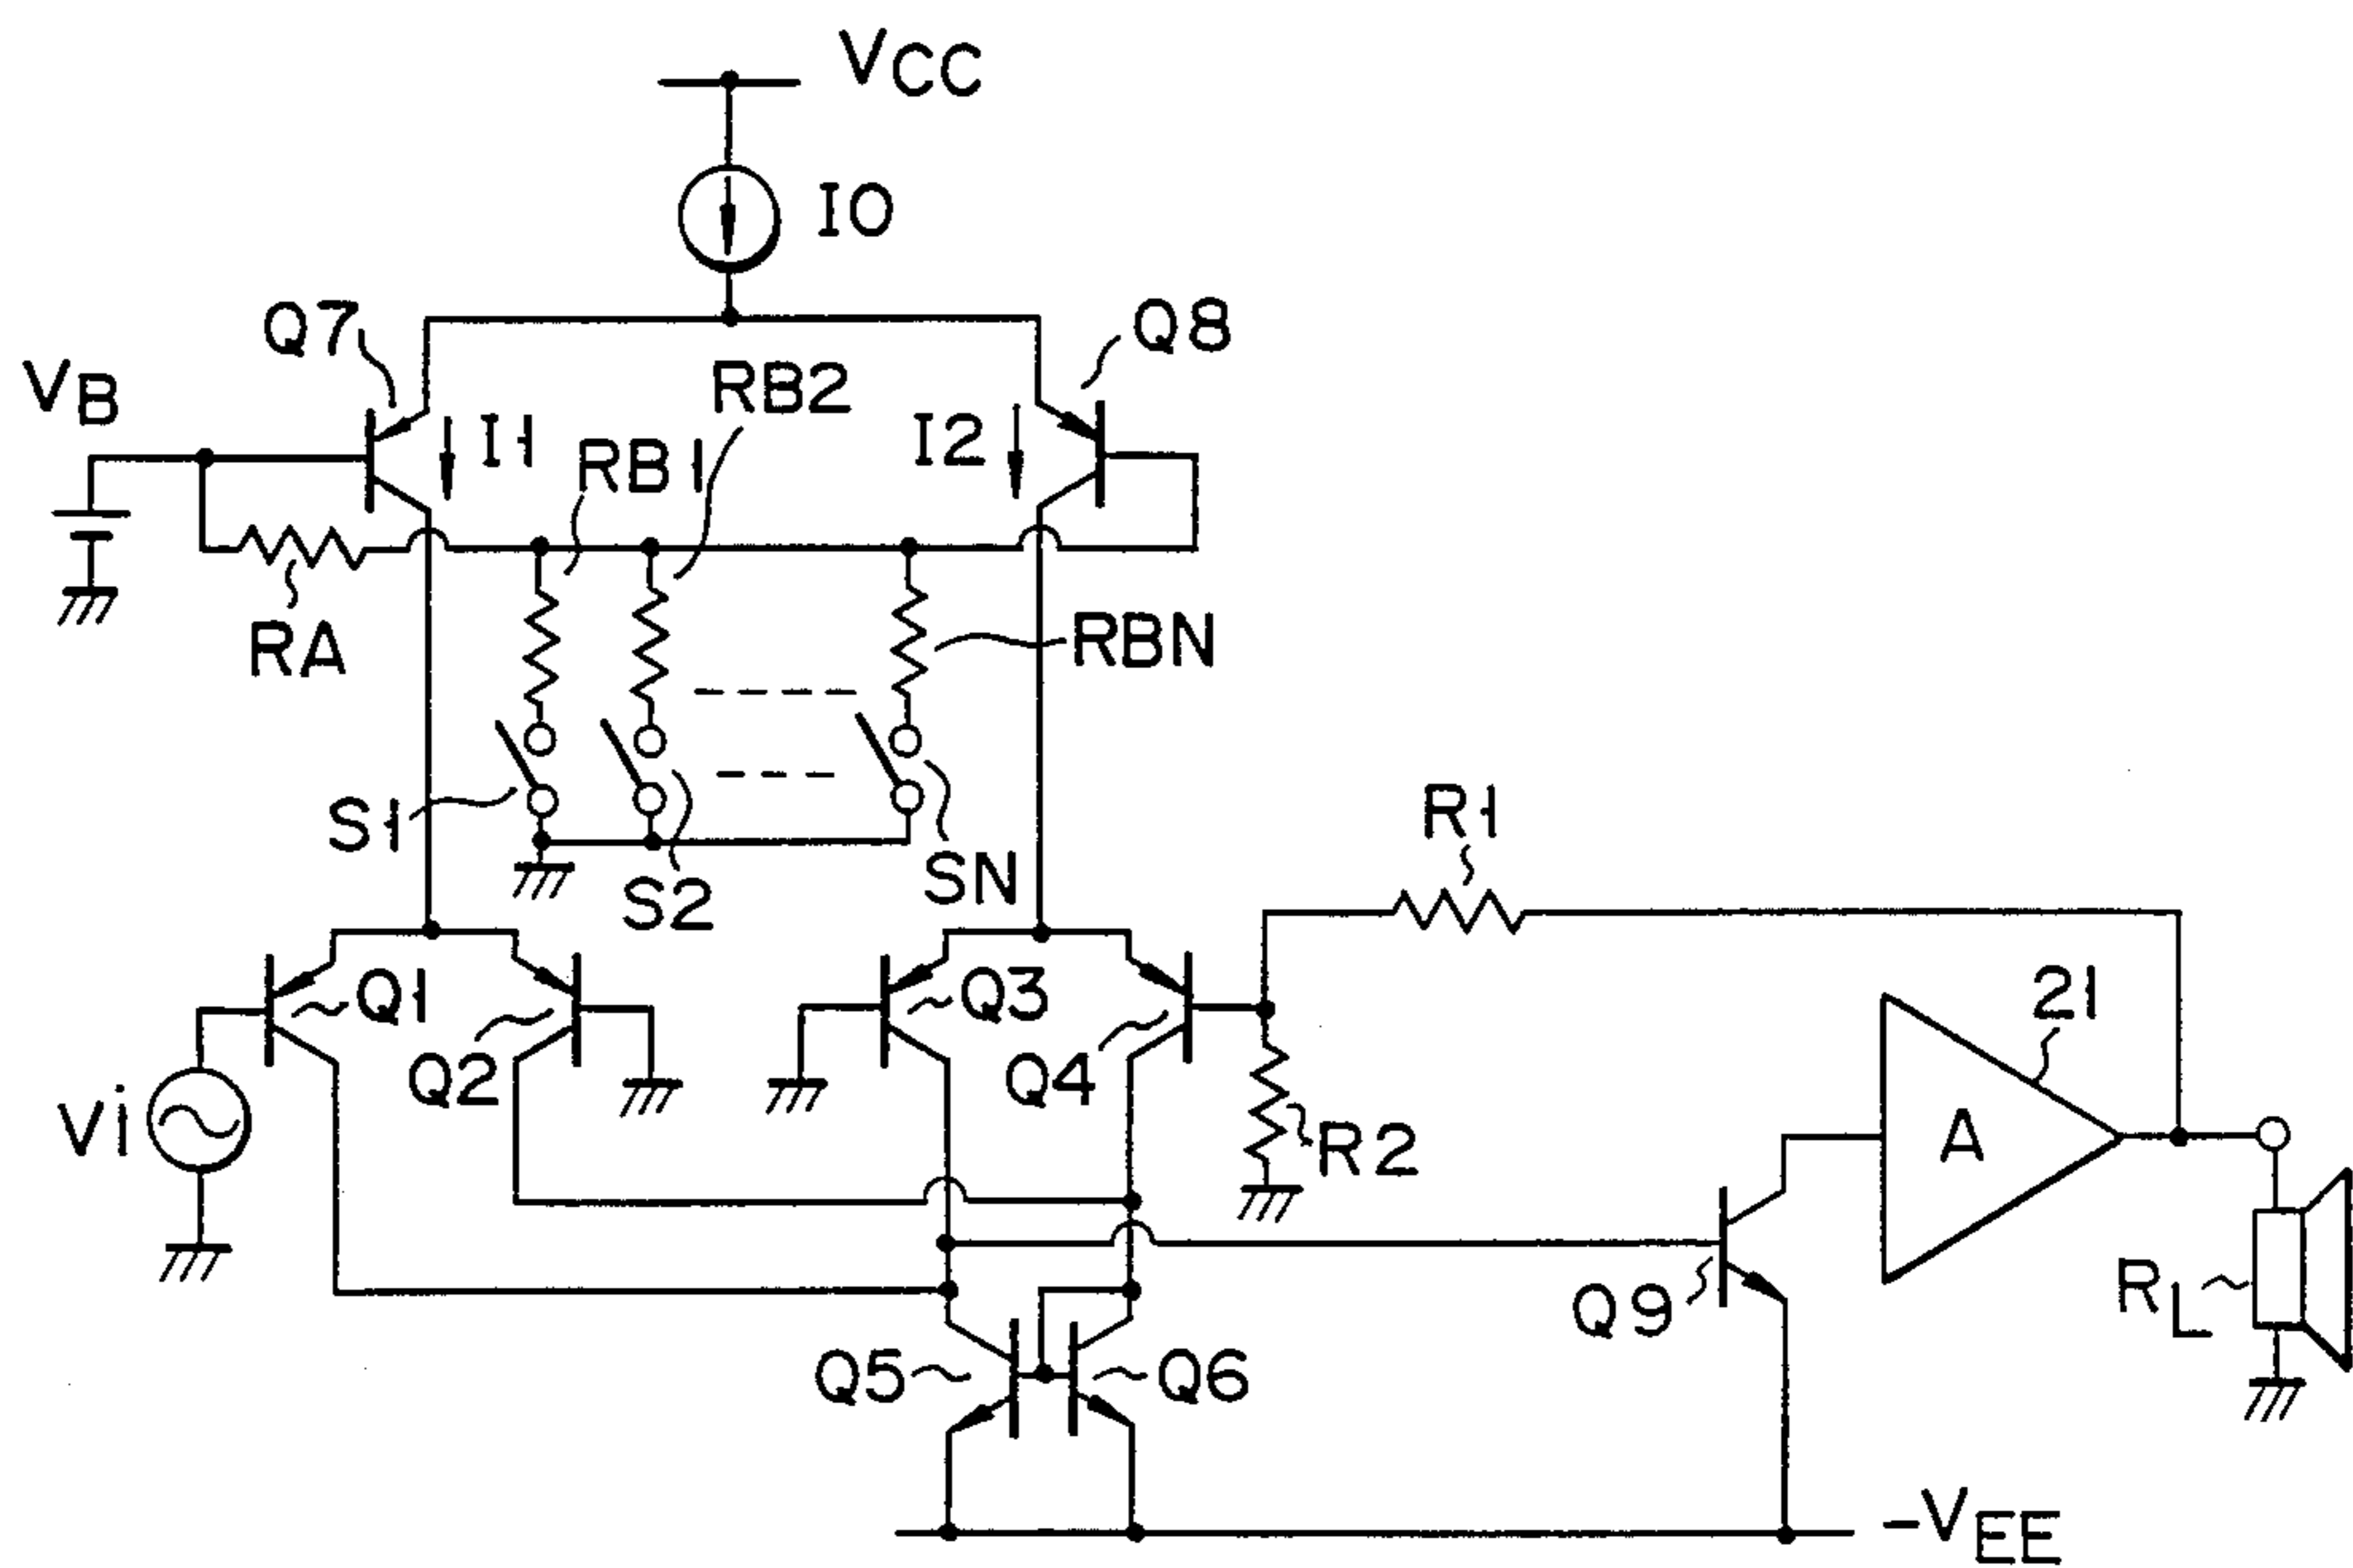 VCC
IO
Q7
Q8
VB
RB2
I1
I2
RB1
RA
RBN
S1
S2
SN
R1
Q1
Q3
21
Q2
Q4
Vi
R2
A
Q9
RL
Q5
Q6
-VEE